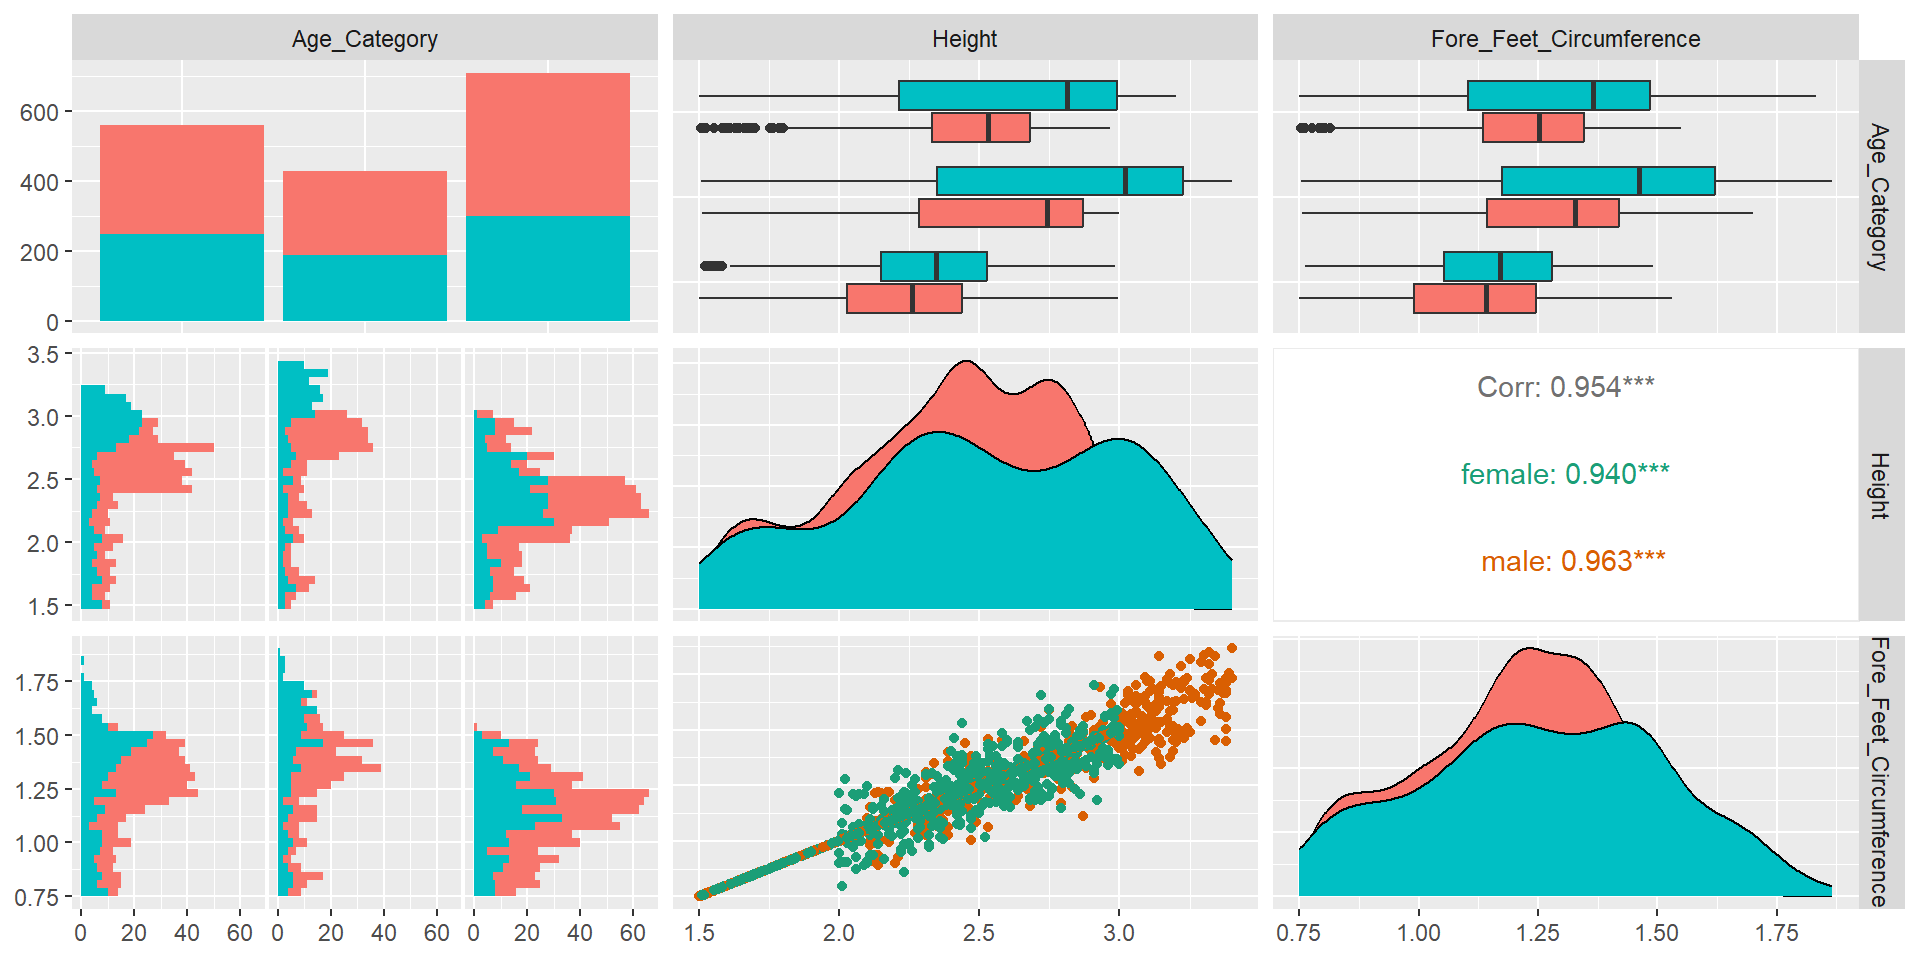 Age_Category
Height
Fore_Feet_Circumference
600
400
200
0
Age_Category
3.5
3.0
2.5
2.0
1.5
Corr: 0.954***
female: 0.940***
male: 0.963***
Height
1.75
1.50
1.25
1.00
0.75
Fore_Feet_Circumference
0 20 40 60 0 20 40 60 0 20 40 60
1.5 2.0 2.5 3.0
0.75 1.00 1.25 1.50 1.75